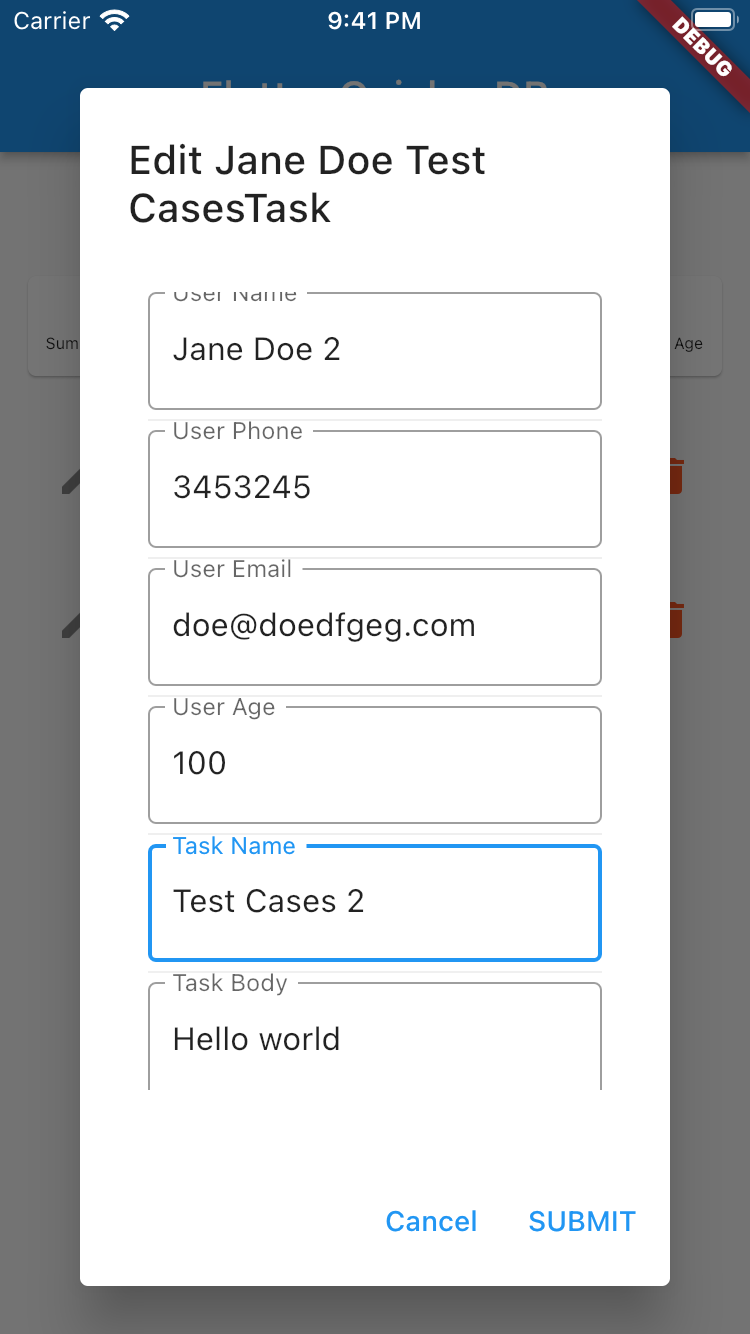 Carrier 9:41 PM
DEBUG
Edit Jane Doe Test
CasesTask
User Name
Jane Doe 2
Sum
Age
User Phone
3453245
User Email
doe@doedfgeg.com
User Age
100
Task Name
Test Cases 2
Task Body
Hello world
Cancel SUBMIT